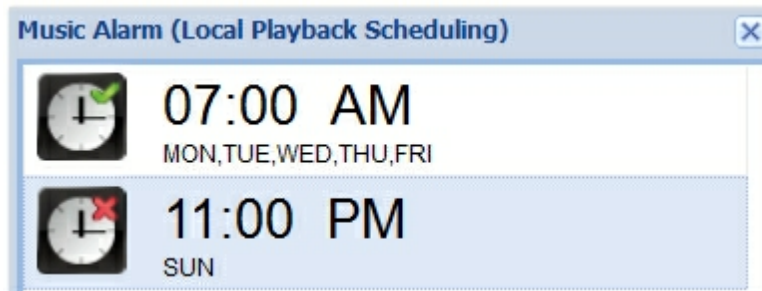 Music Alarm (Local Playback Scheduling)
07:00 AM
MON,TUE,WED,THU,FRI
11:00 PM
SUN